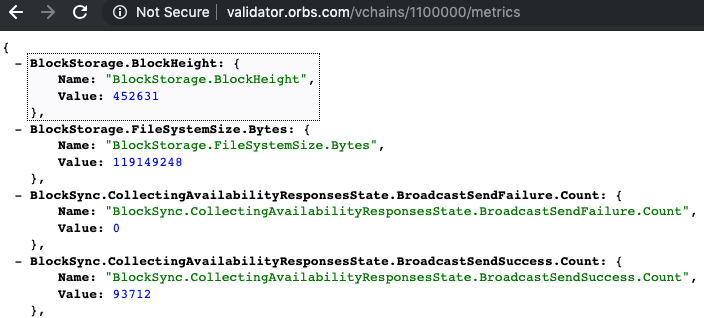 Not Secure | validator.orbs.com/vchains/1100000/metrics
{
- BlockStorage.BlockHeight: {
Name: "BlockStorage.BlockHeight",
Value: 452631
},
- BlockStorage.FileSystemSize.Bytes: {
Name: "BlockStorage.FileSystemSize.Bytes",
Value: 119149248
},
- BlockSync.CollectingAvailabilityResponsesState.BroadcastSendFailure.Count: {
Name: "BlockSync.CollectingAvailabilityResponsesState.BroadcastSendFailure.Count",
Value: 0
},
- BlockSync.CollectingAvailabilityResponsesState.BroadcastSendSuccess.Count: {
Name: "BlockSync.CollectingAvailabilityResponsesState.BroadcastSendSuccess.Count",
Value: 93712
},